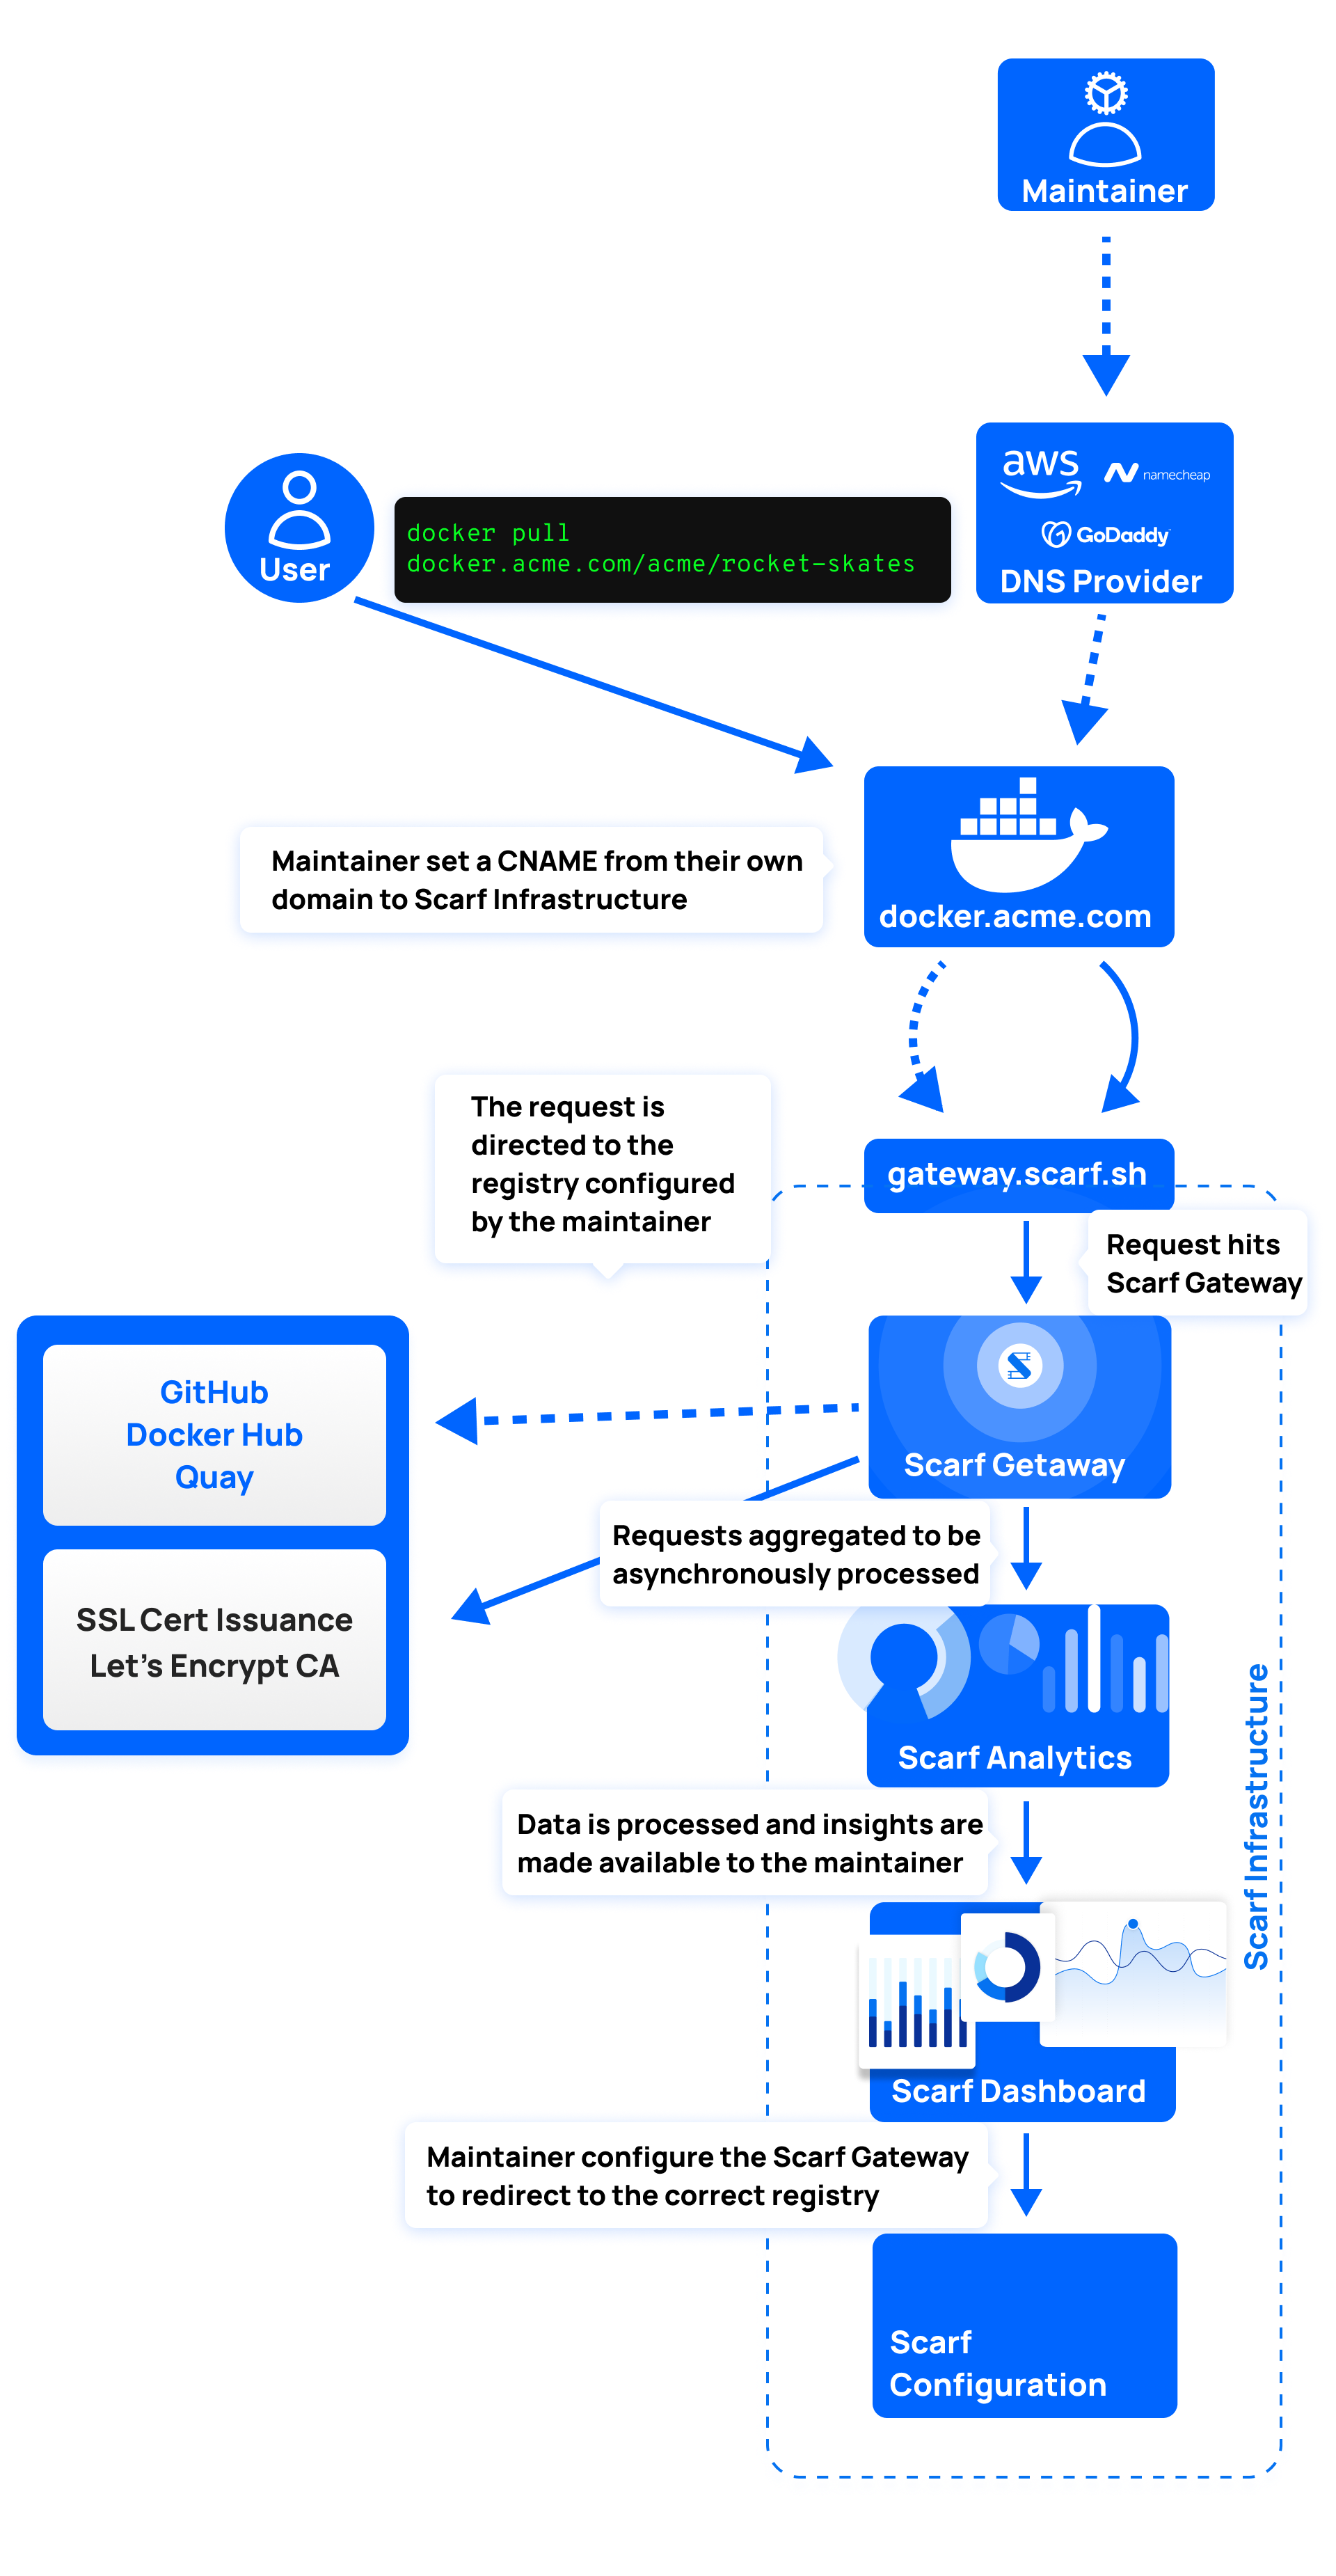 Maintainer
aws
namecheap
GoDaddy
DNS Provider
User
docker pull
docker.acme.com/acme/rocket-skates
docker.acme.com
Maintainer set a CNAME from their own
domain to Scarf Infrastructure
The request is
directed to the
registry configured
by the maintainer
gateway.scarf.sh
Request hits
Scarf Gateway
GitHub
Docker Hub
Quay
SSL Cert Issuance
Let's Encrypt CA
Scarf Getaway
Requests aggregated to be
asynchronously processed
Scarf Analytics
Scarf Infrastructure
Data is processed and insights are
made available to the maintainer
Scarf Dashboard
Maintainer configure the Scarf Gateway
to redirect to the correct registry
Scarf
Configuration